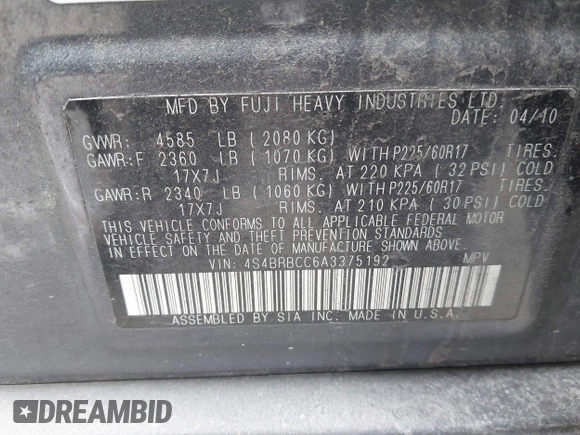 MFD BY FUJI HEAVY INDUSTRIES LTD.
DATE: 04/10
GVWR: 4585 LB (2080 KG)
GAWR:F 2360 LB (1070 KG) WITH P225/60R17 TIRES.
17X7J RIMS. AT 220 KPA (32 PSI) COLD
GAWR:R 2340 LB (1060 KG) WITH P225/60R17 TIRES.
17X7J RIMS. AT 210 KPA (30 PSI) COLD
THIS VEHICLE CONFORMS TO ALL APPLICABLE FEDERAL MOTOR
VEHICLE SAFETY AND THEFT PREVENTION STANDARDS
IN EFFECT ON THE DATE OF MANUFACTURE SHOWN ABOVE.
VIN: 4S4BRBCC6A3375192 MPV
ASSEMBLED BY SIA INC. MADE IN U.S.A.
DREAMBID